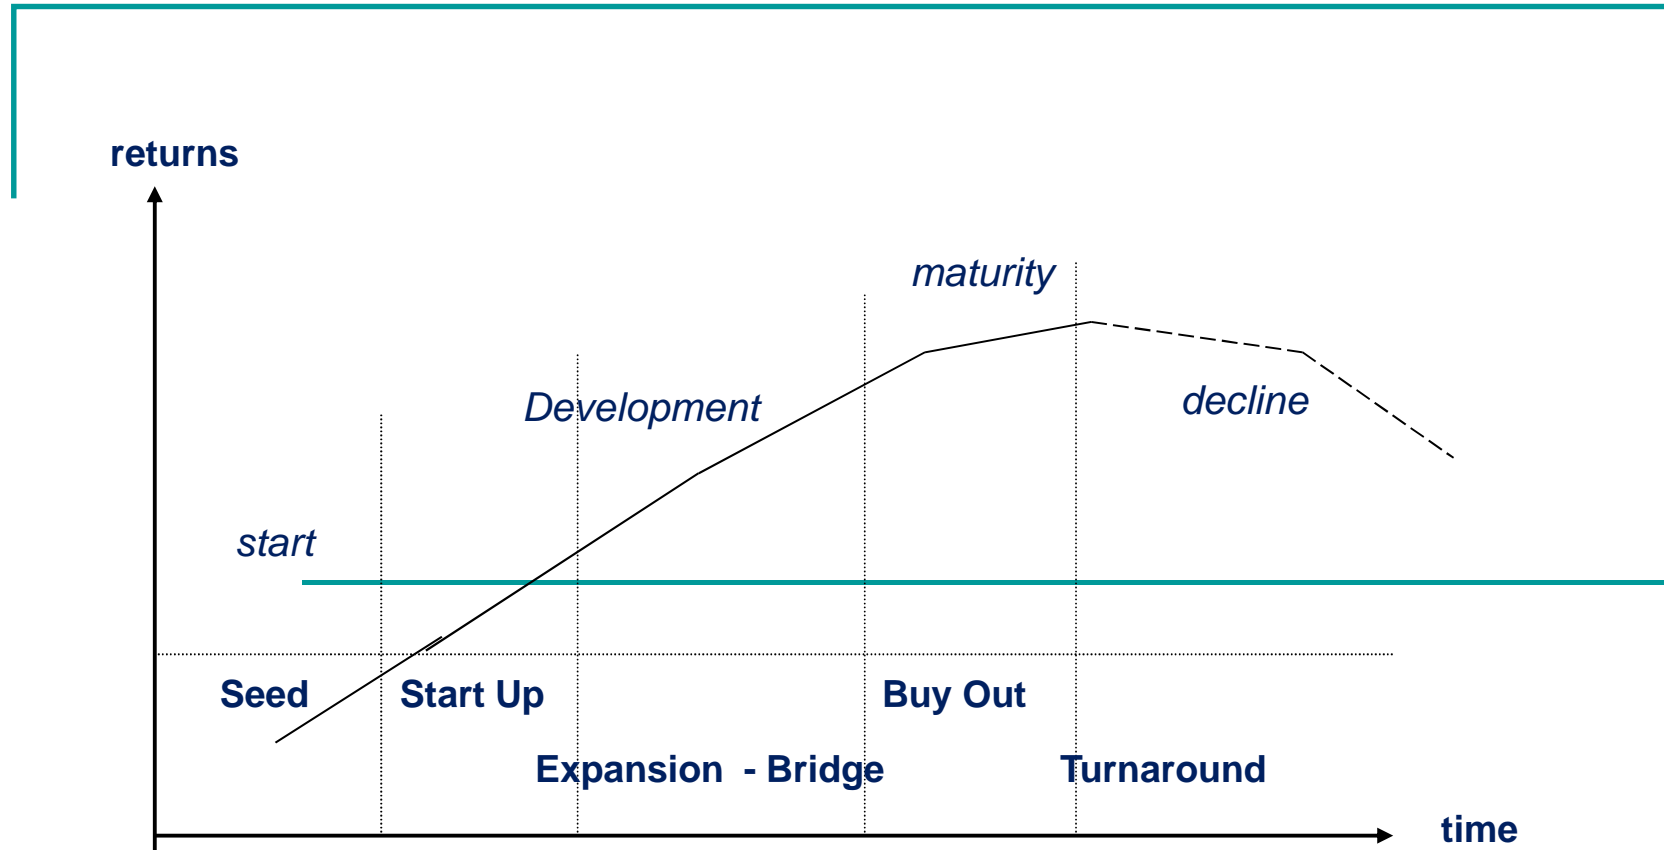 returns
maturity
Development
decline
start
Seed
Start Up
Buy Out
Expansion - Bridge
Turnaround
time